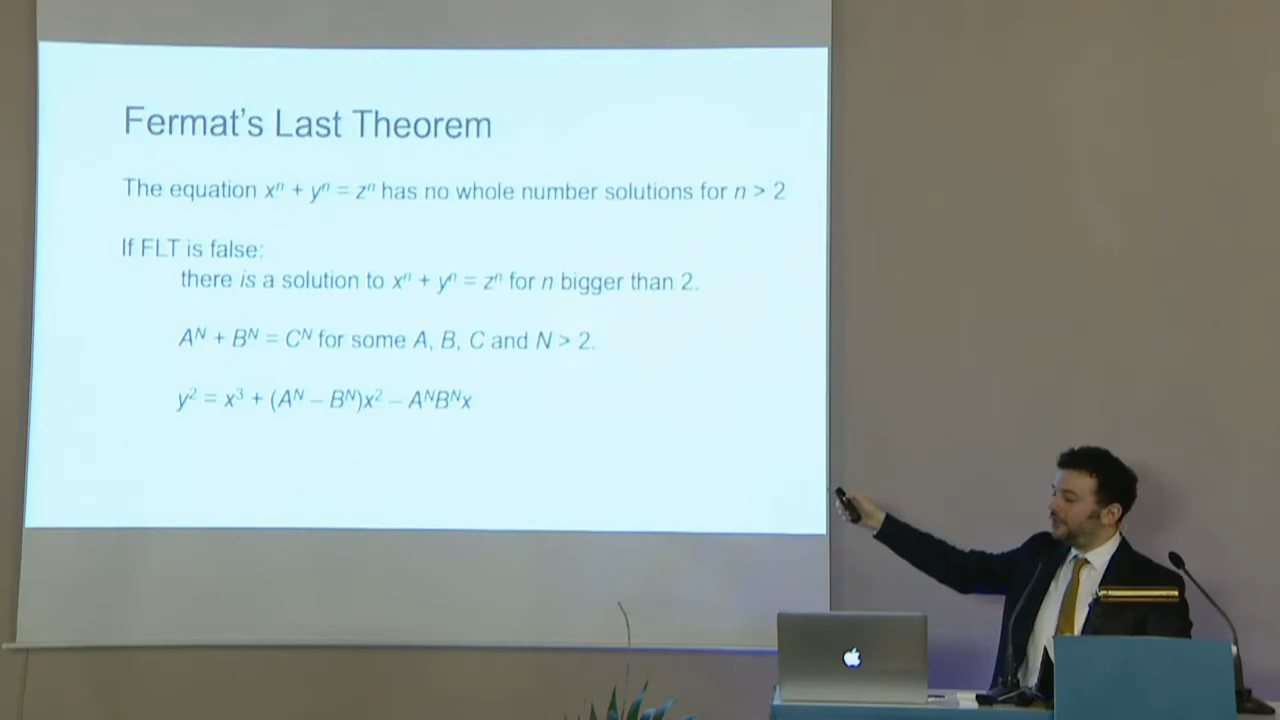 Fermat's Last Theorem
The equation xⁿ + yⁿ = zⁿ has no whole number solutions for n > 2
If FLT is false:
there is a solution to xⁿ + yⁿ = zⁿ for n bigger than 2.
Aᴺ + Bᴺ = Cᴺ for some A, B, C and N > 2.
y² = x³ + (Aᴺ – Bᴺ)x² – AᴺBᴺx